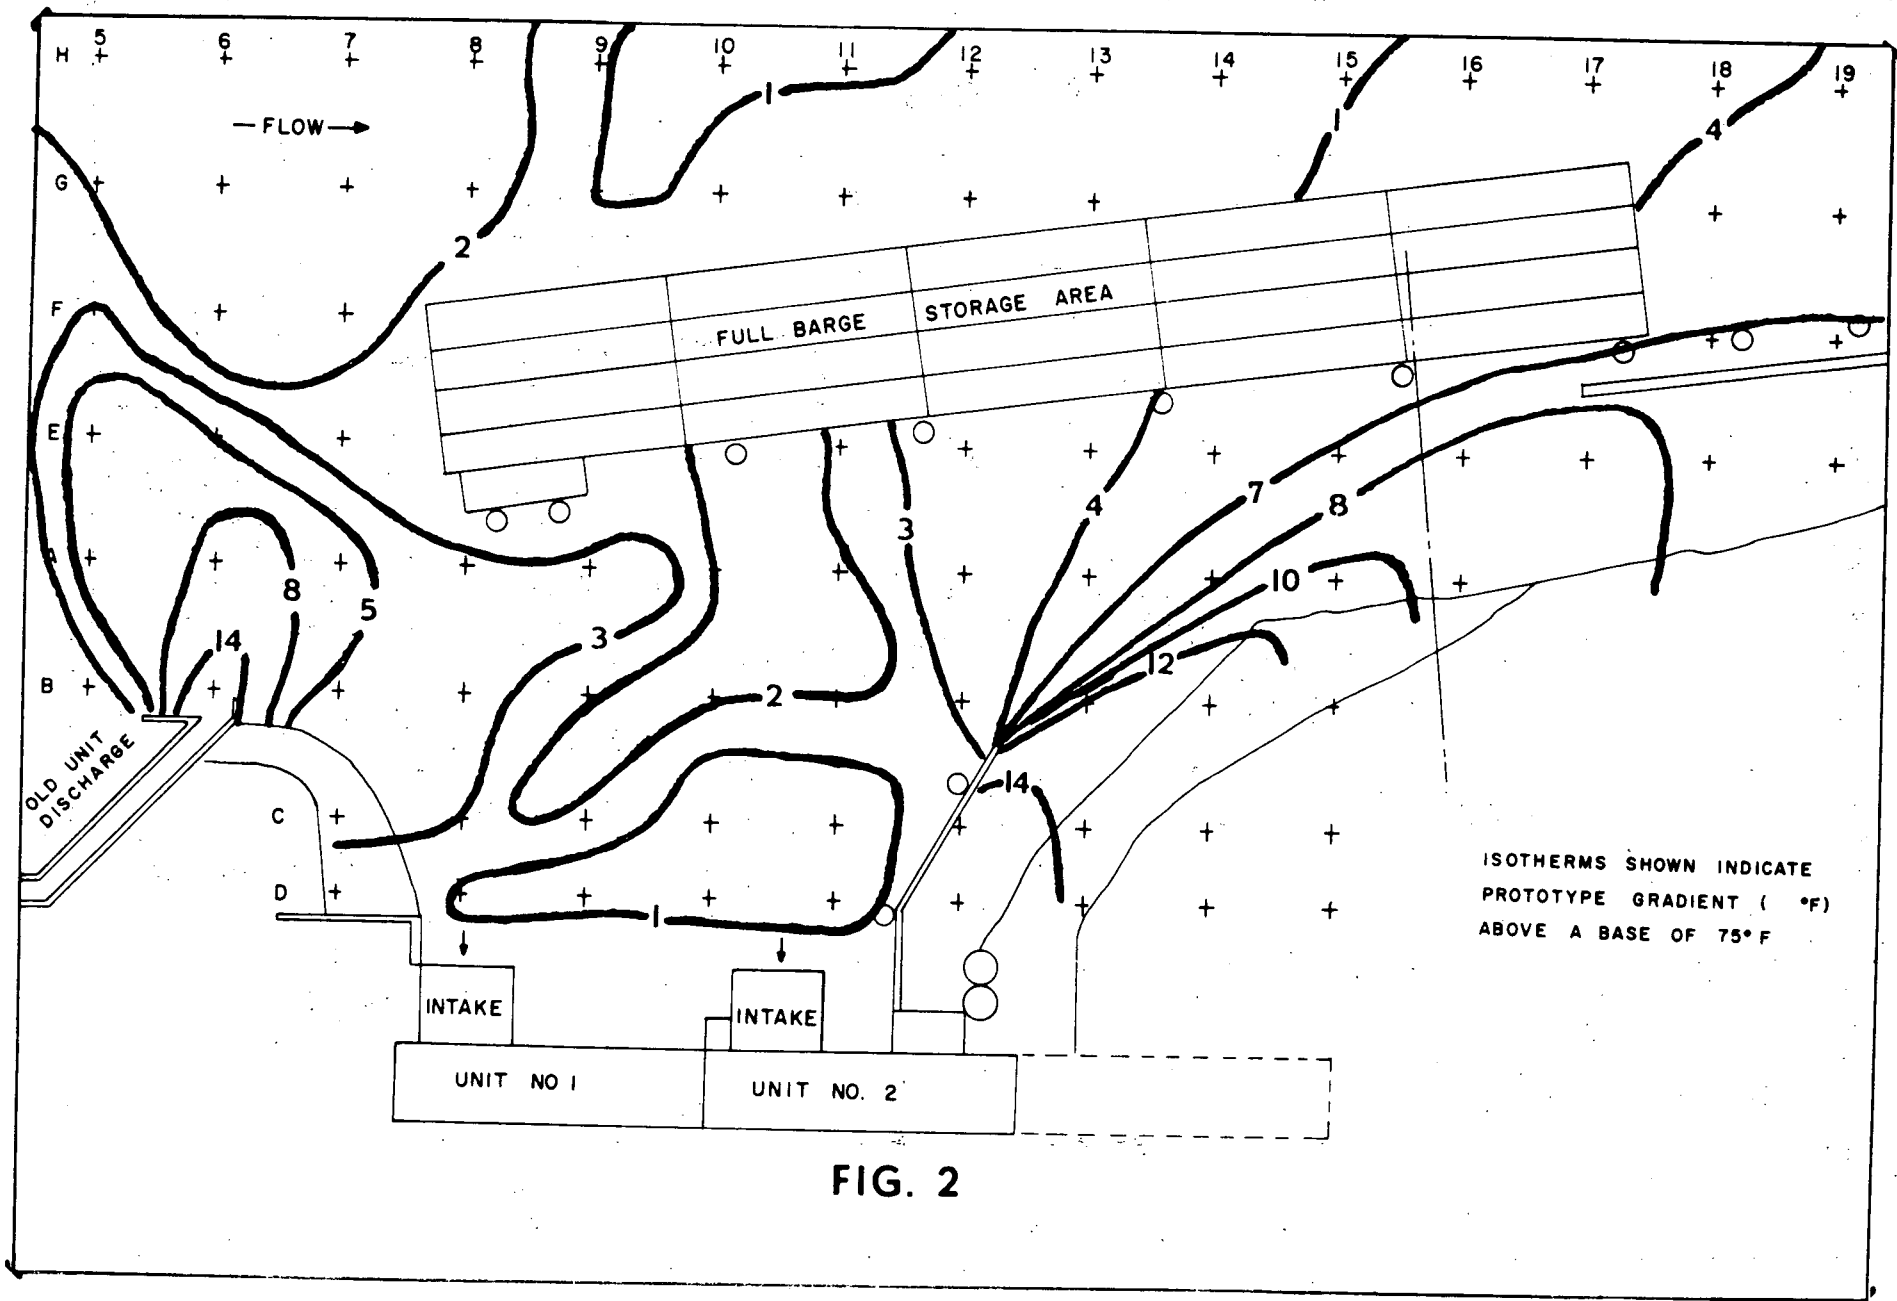 5 6 7 8 9 10 11 12 13 14 15 16 17 18 19
H
1
— FLOW →
1
4
G
2
F
FULL BARGE STORAGE AREA
E
7
4
8
3
A
10
8
5
3
14
12
B
2
OLD UNIT
DISCHARGE
14
C
ISOTHERMS SHOWN INDICATE
PROTOTYPE GRADIENT ( °F)
ABOVE A BASE OF 75° F
D
1
INTAKE
INTAKE
UNIT NO 1
UNIT NO. 2
FIG. 2